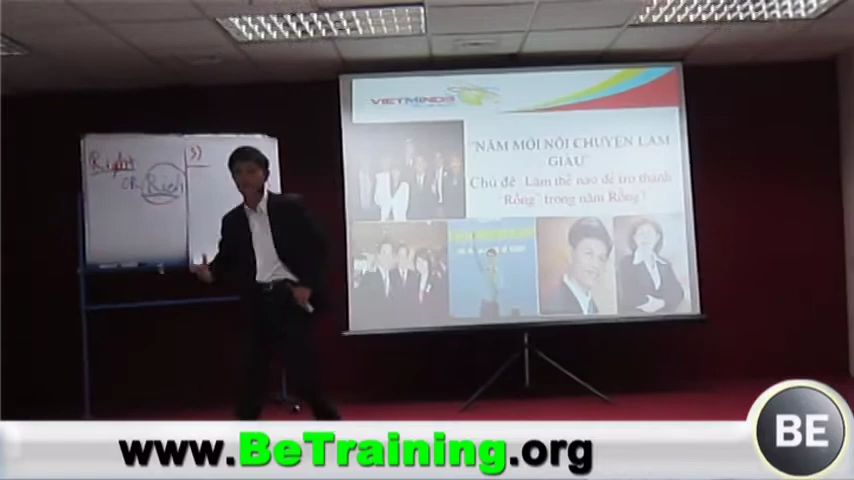 VIETMINDS
"NĂM MỚI NÓI CHUYỆN LÀM
GIÀU"
Chủ đề Làm thế nào để trở thành
"Rồng" trong năm Rồng?
Right
OR Rich
3)
BE
www.BeTraining.org